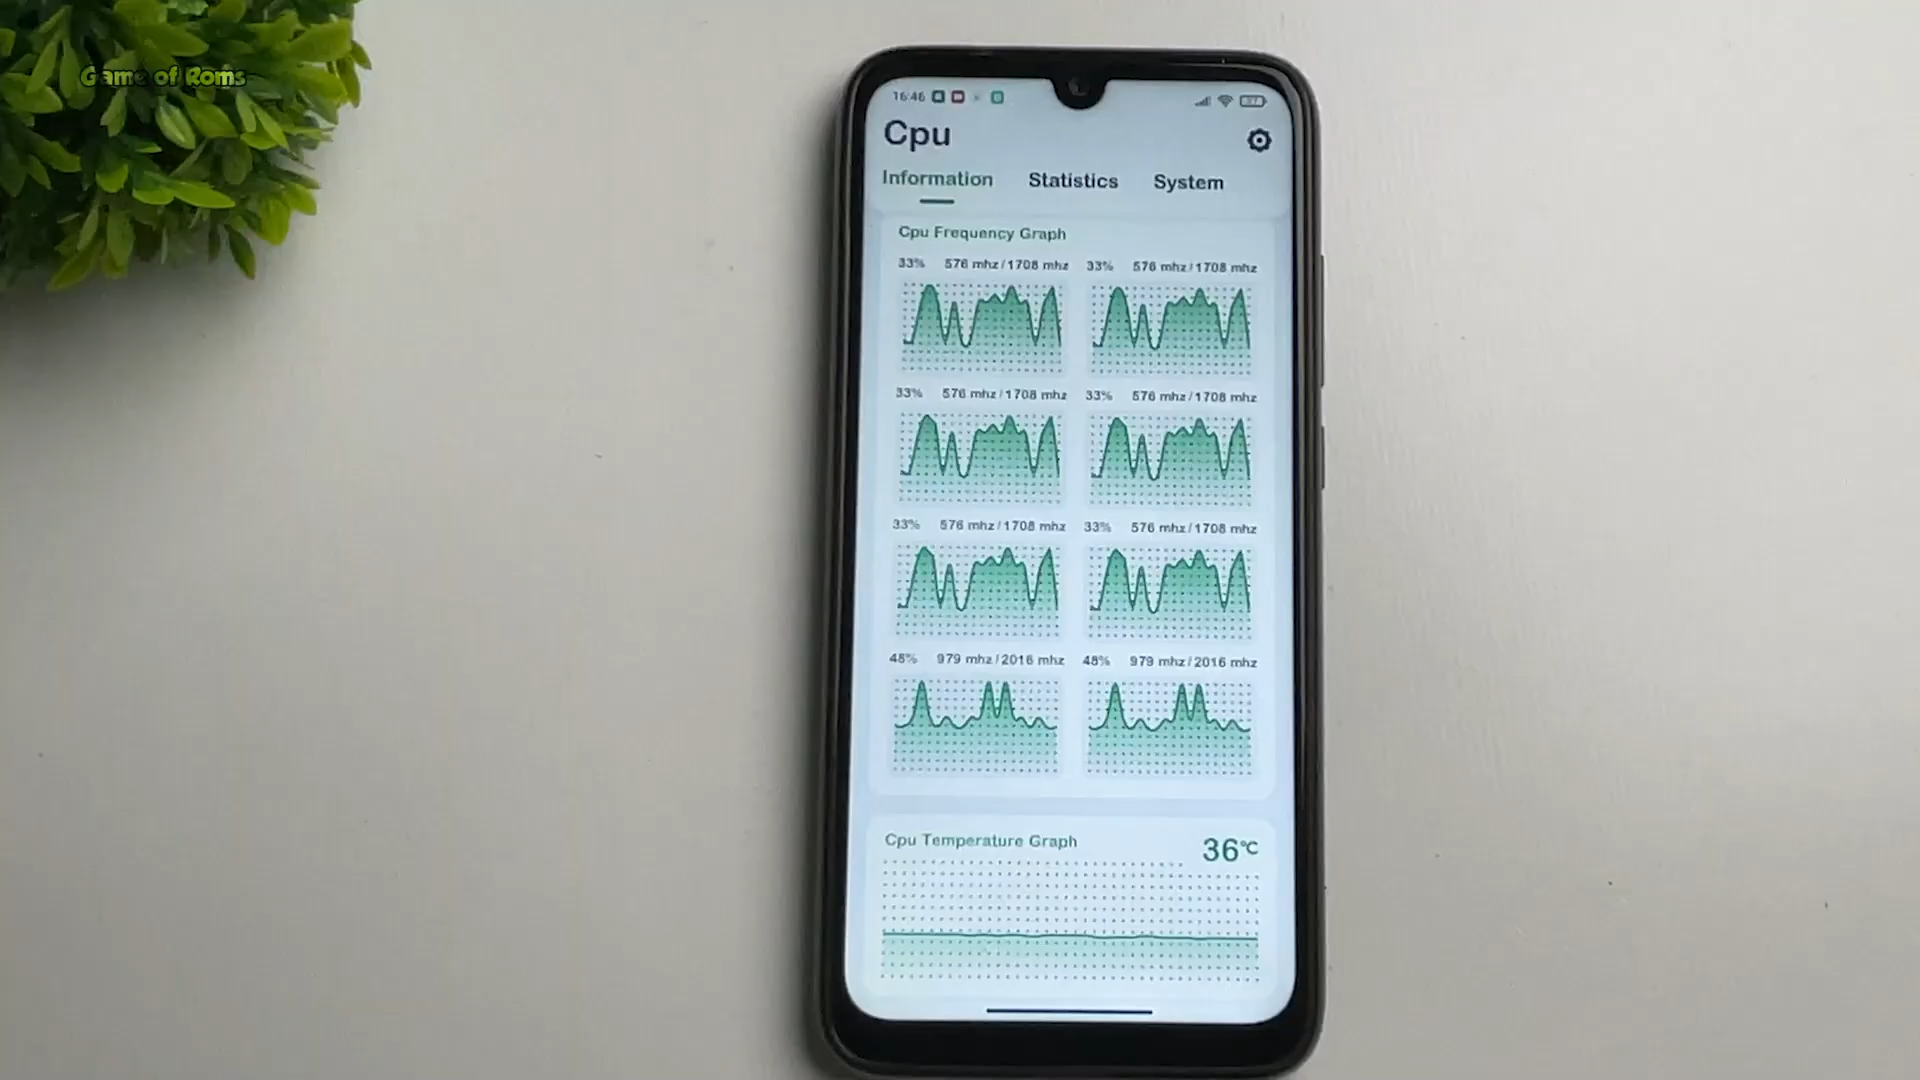 Game of Roms
16:46
Cpu
Information Statistics System
Cpu Frequency Graph
33% 576 mhz/1708 mhz 33% 576 mhz/1708 mhz
33% 576 mhz/1708 mhz 33% 576 mhz/1708 mhz
33% 576 mhz/1708 mhz 33% 576 mhz/1708 mhz
48% 979 mhz/2016 mhz 48% 979 mhz/2016 mhz
Cpu Temperature Graph 36°C